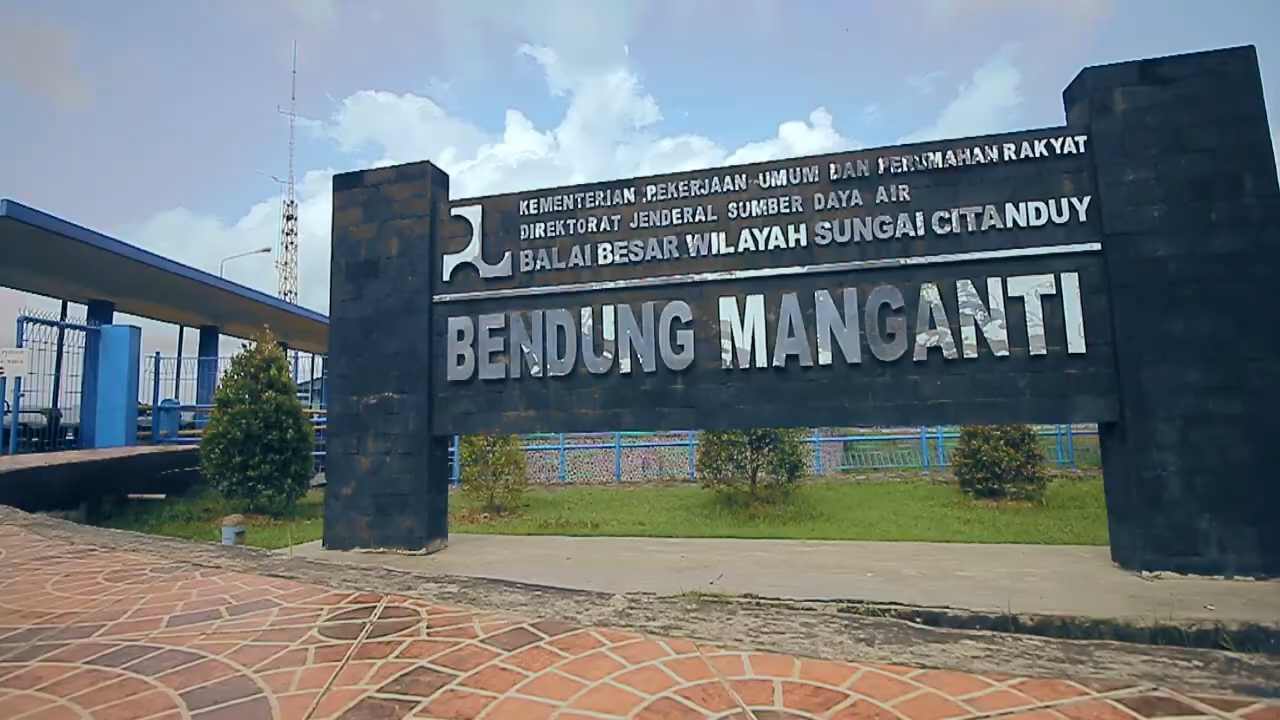 KEMENTERIAN PEKERJAAN UMUM DAN PERUMAHAN RAKYAT
DIREKTORAT JENDERAL SUMBER DAYA AIR
BALAI BESAR WILAYAH SUNGAI CITANDUY
BENDUNG MANGANTI